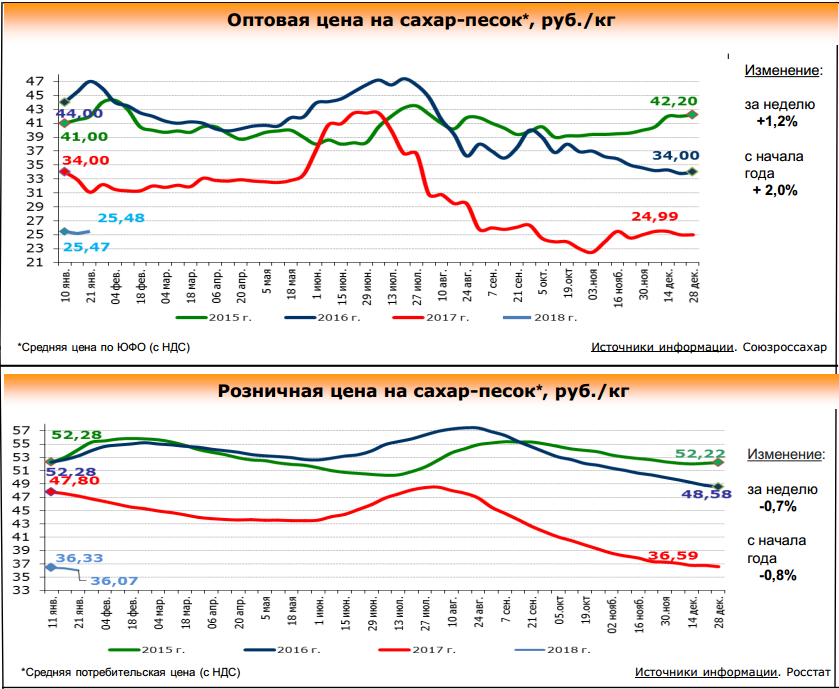 Оптовая цена на сахар-песок*, руб./кг
47
45
43
41
39
37
35
33
31
29
27
25
23
21
44,00
41,00
34,00
25,48
25,47
42,20
34,00
24,99
10 янв.
21 янв.
04 фев.
18 фев.
04 мар.
18 мар.
06 апр.
20 апр.
5 мая
18 мая
1 июн.
15 июн.
29 июн.
13 июл.
27 июл.
10 авг.
24 авг.
7 сен.
21 сен.
5 окт.
19.окт
03.ноя
16 нояб.
30.ноя
14 дек.
28 дек.
2015 г.
2016 г.
2017 г.
2018 г.
Изменение:
за неделю
+1,2%
с начала
года
+ 2,0%
*Средняя цена по ЮФО (с НДС)
Источники информации. Союзроссахар
Розничная цена на сахар-песок*, руб./кг
57
55
53
51
49
47
45
43
41
39
37
35
33
52,28
52,28
47,80
36,33
36,07
52,22
48,58
36,59
11 янв.
21 янв.
04 фев.
18 фев.
04 мар.
18 мар.
06 апр.
20 апр.
5 мая
18 мая
1 июн.
15 июн.
29 июн.
13 июл.
27 июл.
10 авг.
24 авг.
7 сен.
21 сен.
05.окт
19.окт
02 нояб.
16 нояб.
30.ноя
14 дек.
28 дек.
2015 г.
2016 г.
2017 г.
2018 г.
Изменение:
за неделю
-0,7%
с начала
года
-0,8%
*Средняя потребительская цена (с НДС)
Источники информации. Росстат